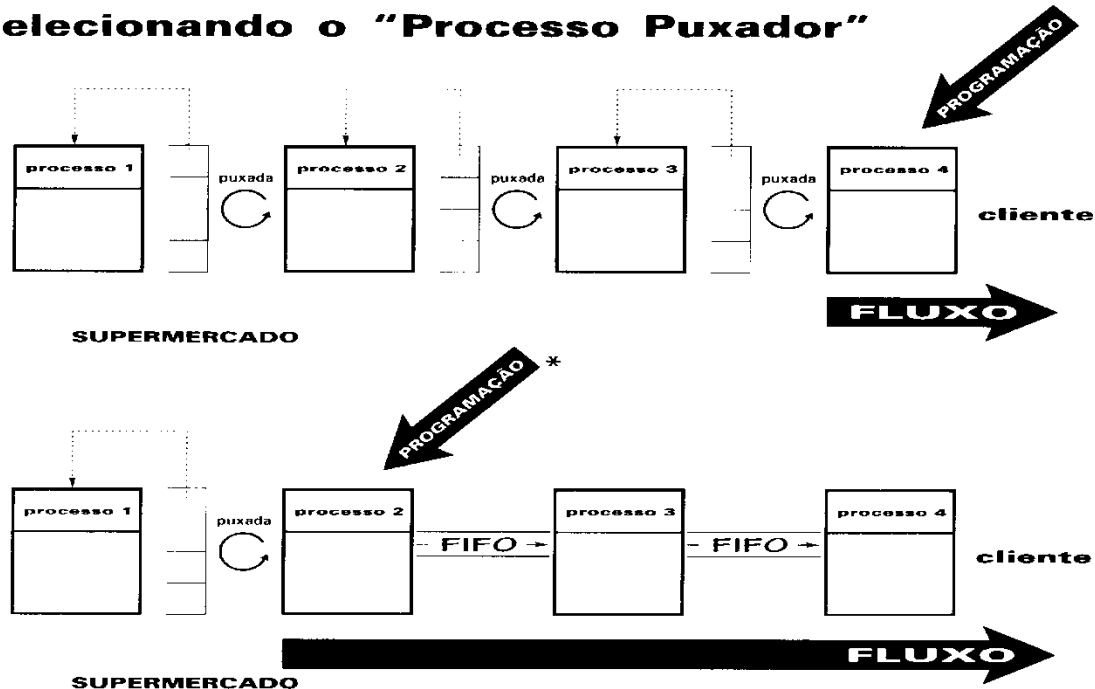 elecionando o "Processo Puxador"
PROGRAMAÇÃO
processo 1
puxada
processo 2
puxada
processo 3
puxada
processo 4
cliente
FLUXO
SUPERMERCADO
PROGRAMAÇÃO *
processo 1
puxada
processo 2
FIFO
processo 3
FIFO
processo 4
cliente
FLUXO
SUPERMERCADO